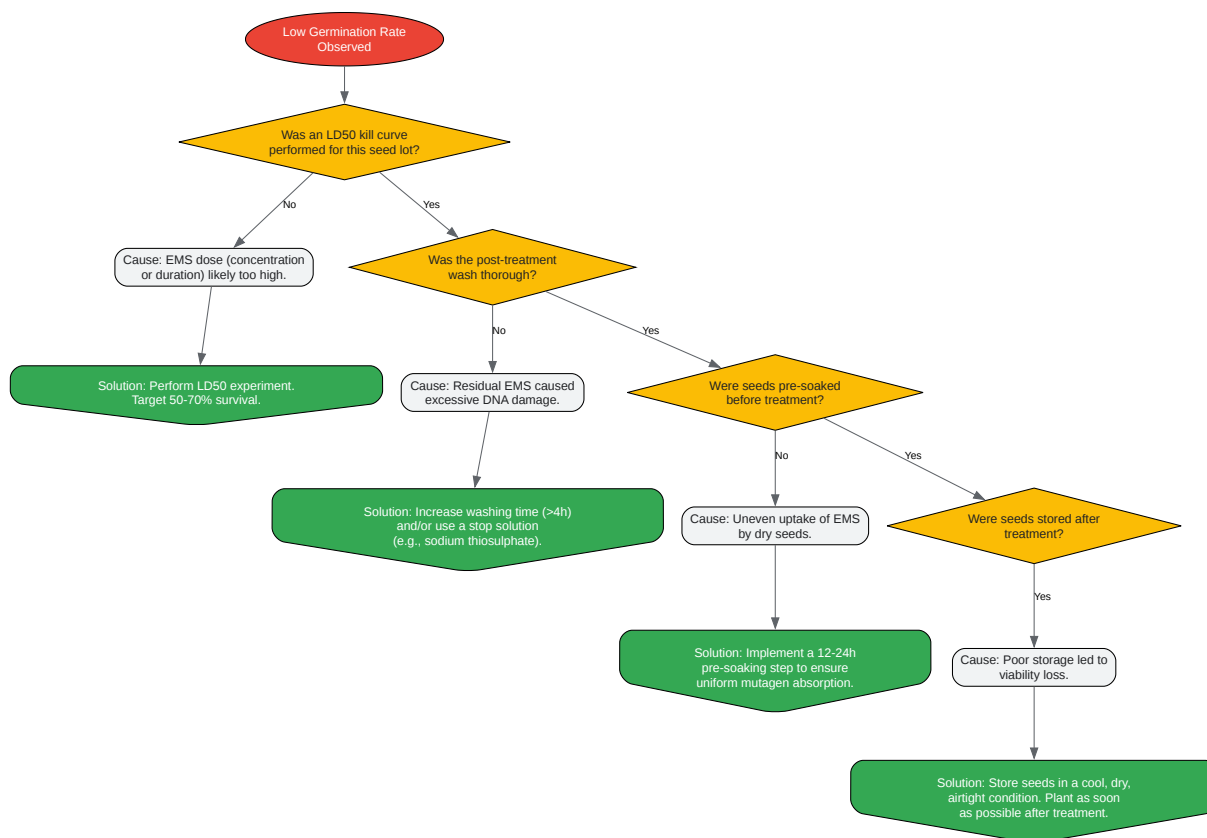 Low Germination Rate
Observed
Was an LD50 kill curve
performed for this seed lot?
No
Yes
Cause: EMS dose (concentration
or duration) likely too high.
Was the post-treatment
wash thorough?
No
Yes
Solution: Perform LD50 experiment.
Target 50-70% survival.
Cause: Residual EMS caused
excessive DNA damage.
Were seeds pre-soaked
before treatment?
No
Yes
Solution: Increase washing time (>4h)
and/or use a stop solution
(e.g., sodium thiosulphate).
Cause: Uneven uptake of EMS
by dry seeds.
Were seeds stored after
treatment?
Yes
Solution: Implement a 12-24h
pre-soaking step to ensure
uniform mutagen absorption.
Cause: Poor storage led to
viability loss.
Solution: Store seeds in a cool, dry,
airtight condition. Plant as soon
as possible after treatment.